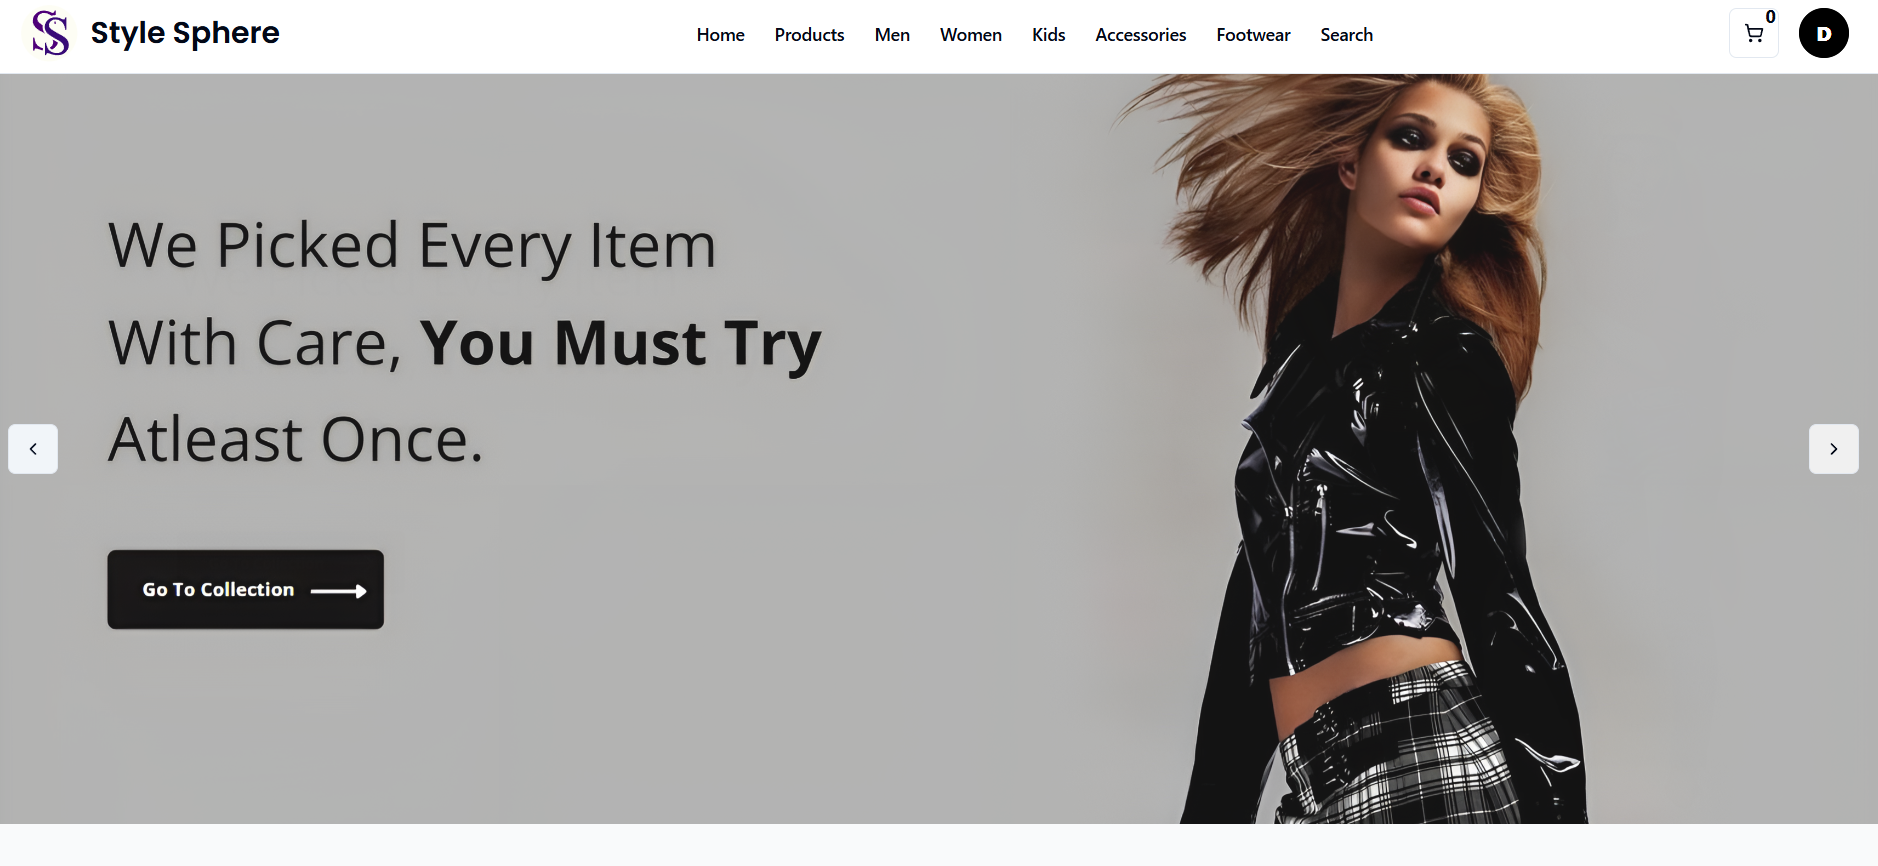 Style Sphere
Home Products Men Women Kids Accessories Footwear Search
0
D
We Picked Every Item
With Care, You Must Try
Atleast Once.
Go To Collection